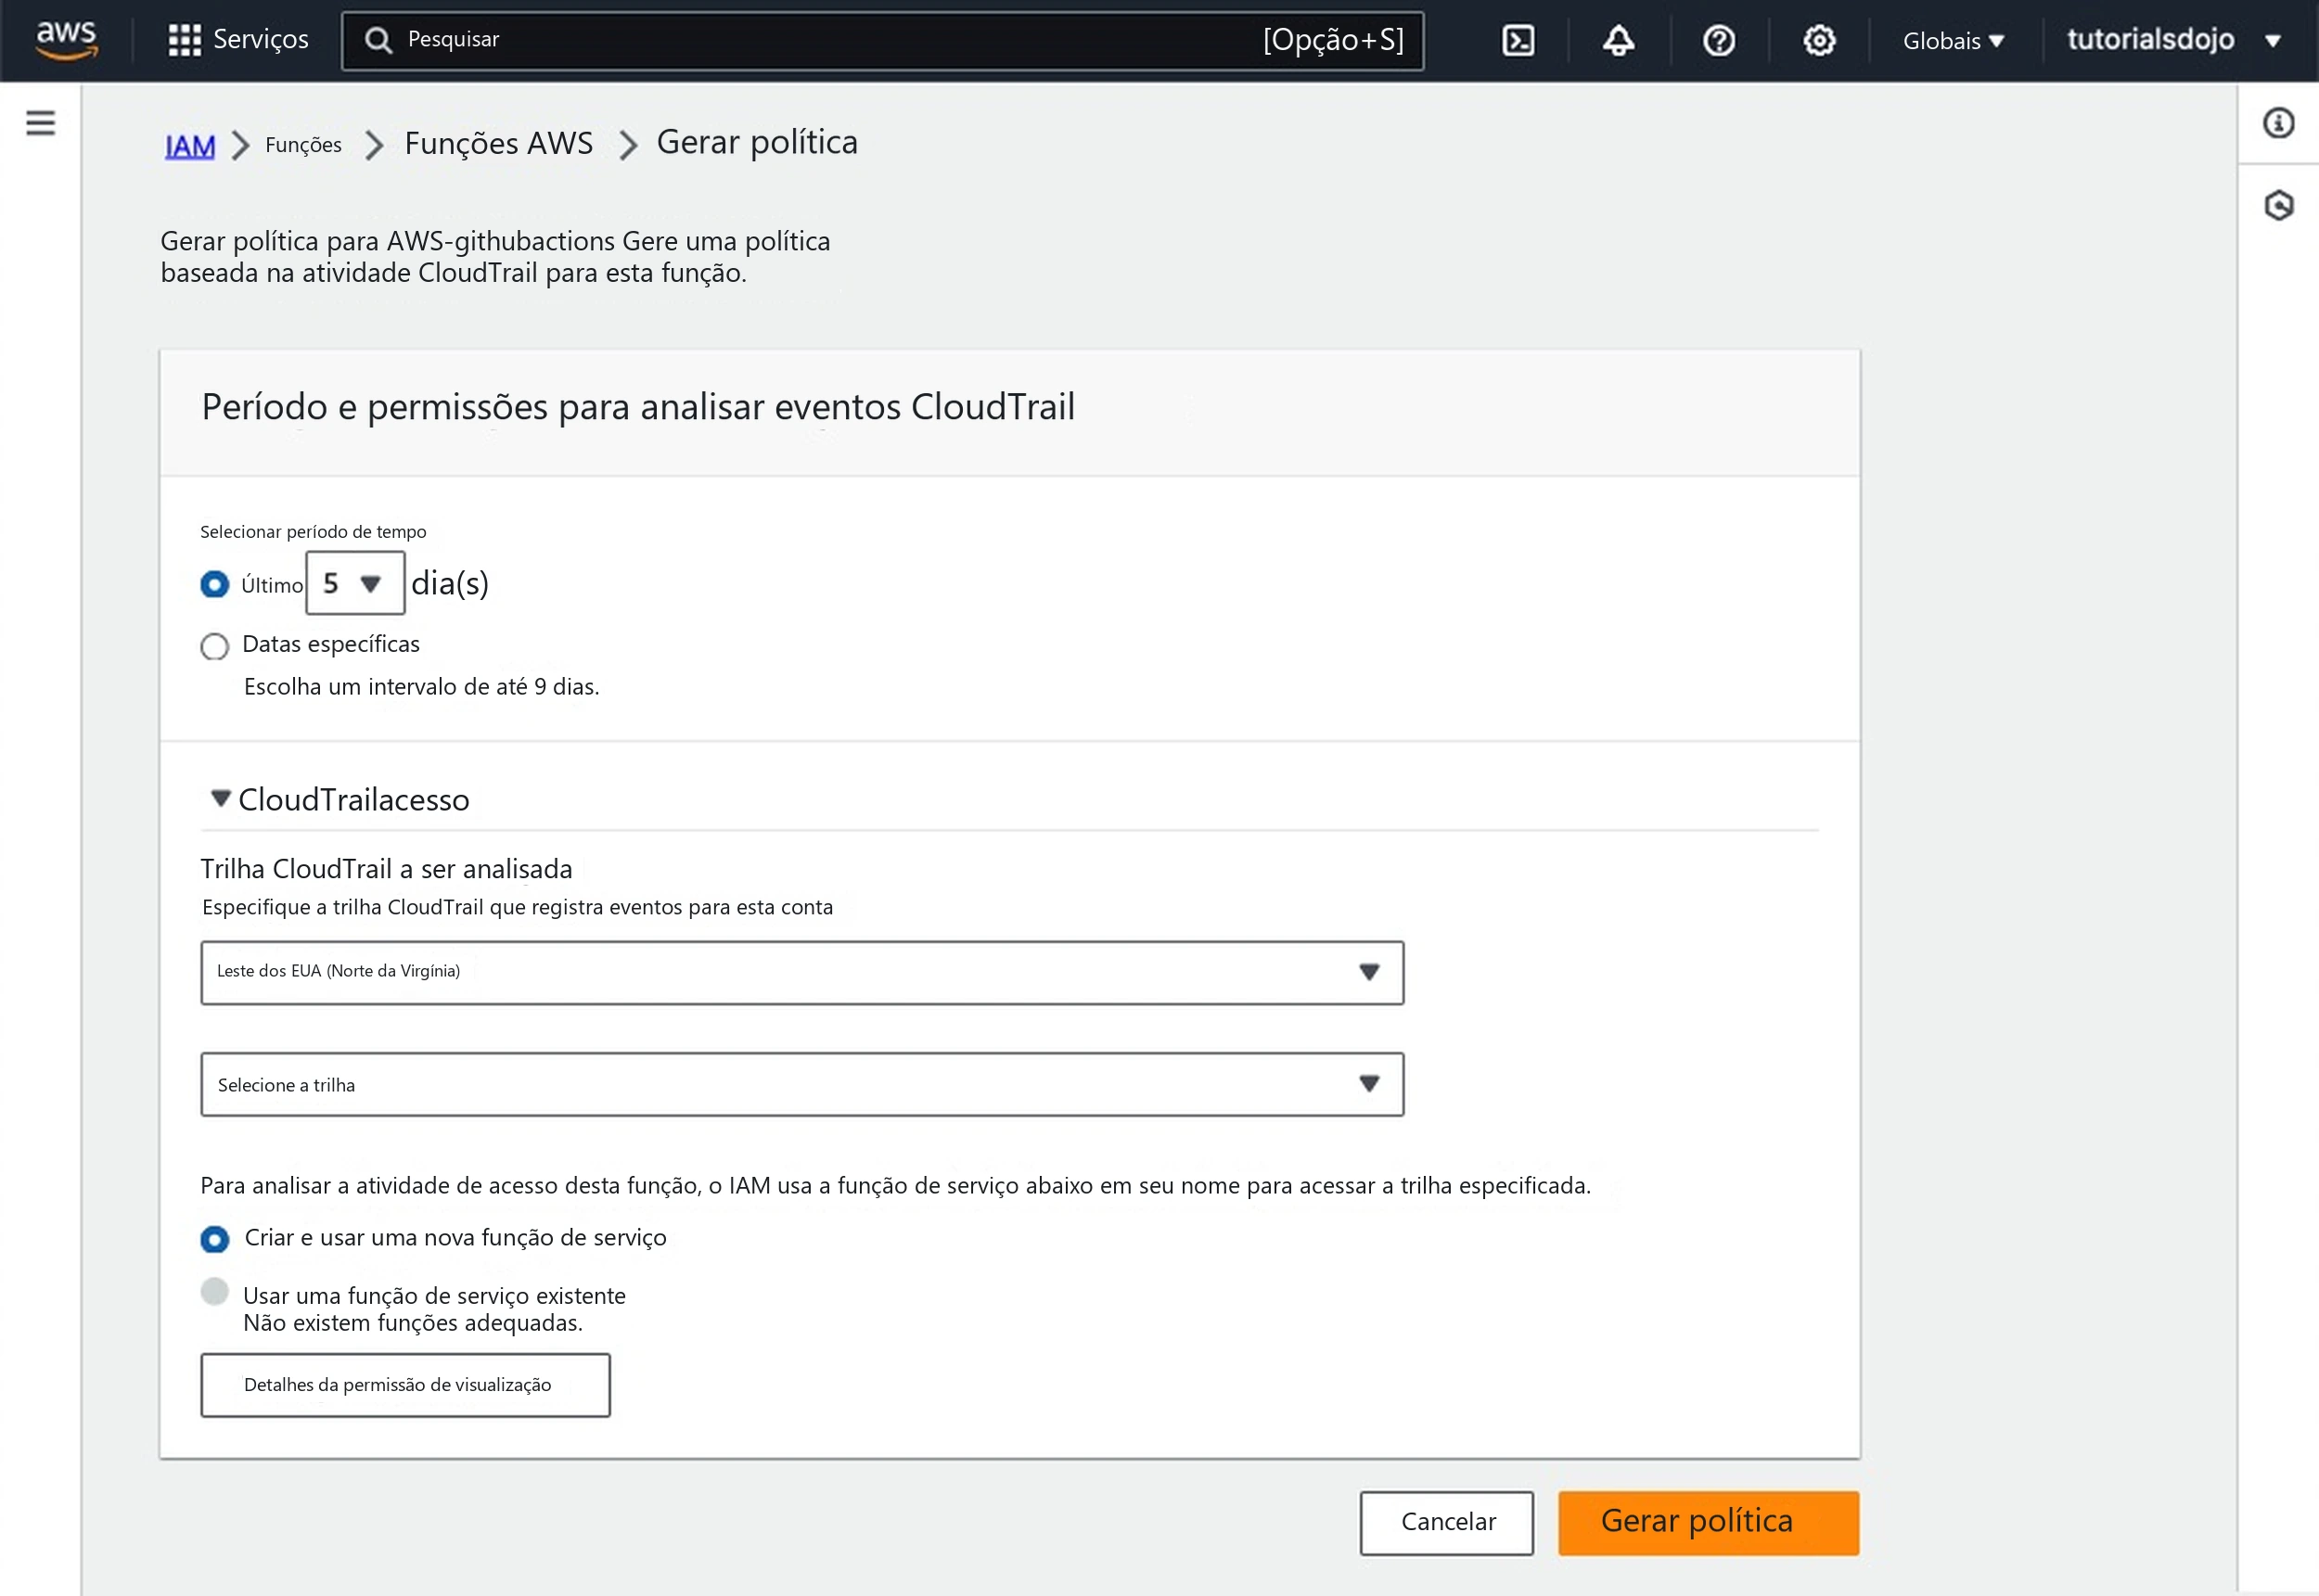 aws
Serviços
Pesquisar
[Opção+S]
Globais
tutorialsdojo
IAM
Funções
Funções AWS
Gerar política
Gerar política para AWS-githubactions Gere uma política
baseada na atividade CloudTrail para esta função.
Período e permissões para analisar eventos CloudTrail
Selecionar período de tempo
Último 5 dia(s)
Datas específicas
Escolha um intervalo de até 9 dias.
CloudTrailacesso
Trilha CloudTrail a ser analisada
Especifique a trilha CloudTrail que registra eventos para esta conta
Leste dos EUA (Norte da Virgínia)
Selecione a trilha
Para analisar a atividade de acesso desta função, o IAM usa a função de serviço abaixo em seu nome para acessar a trilha especificada.
Criar e usar uma nova função de serviço
Usar uma função de serviço existente
Não existem funções adequadas.
Detalhes da permissão de visualização
Cancelar
Gerar política